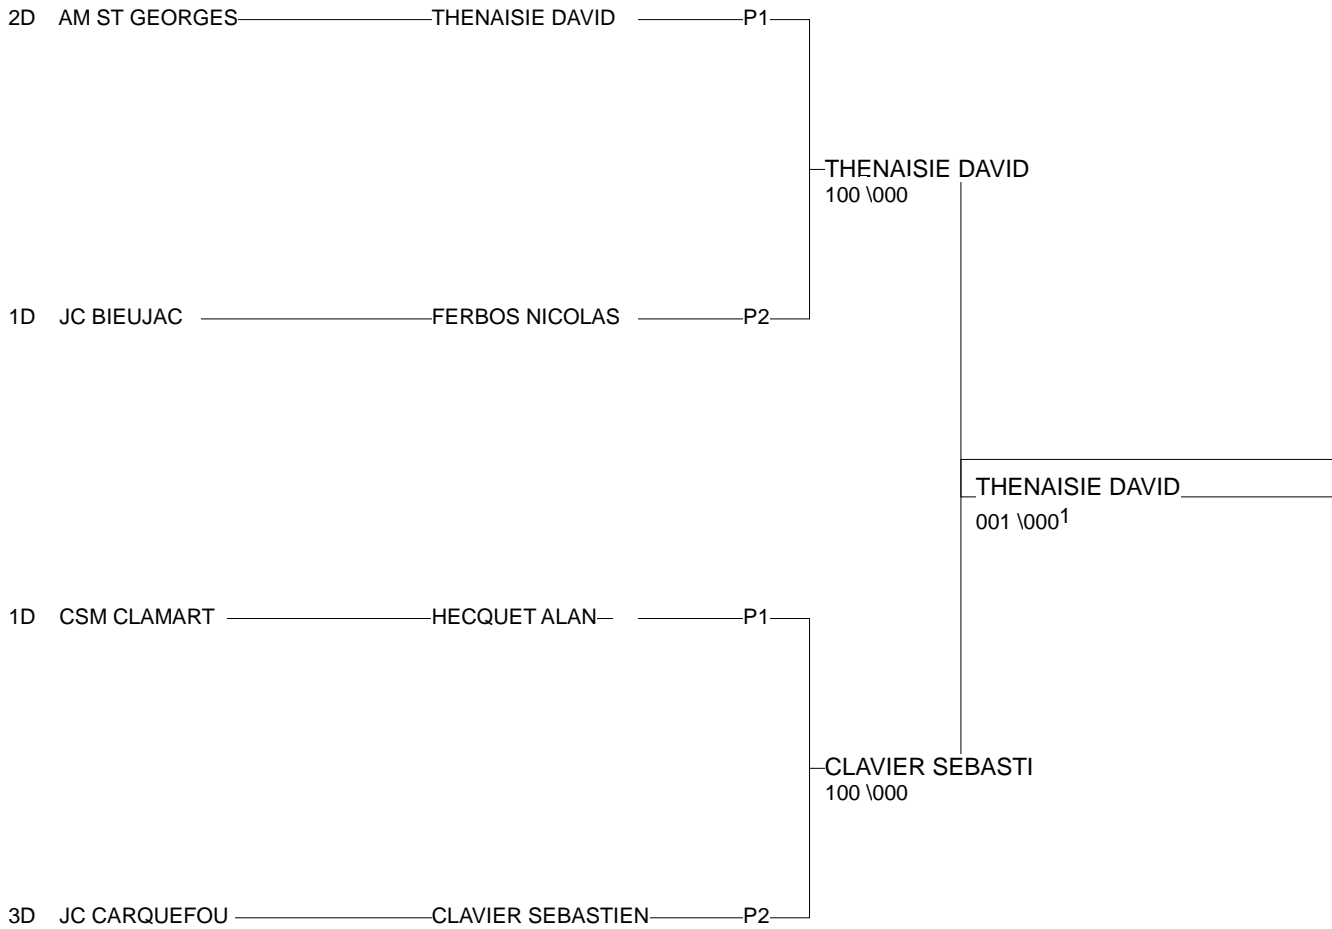 2D AM ST GEORGES THENAISIE DAVID P1
THENAISIE DAVID
100 \000
1D JC BIEUJAC FERBOS NICOLAS P2
THENAISIE DAVID
001 \0001
1D CSM CLAMART HECQUET ALAN P1
CLAVIER SEBASTI
100 \000
3D JC CARQUEFOU CLAVIER SEBASTIEN P2